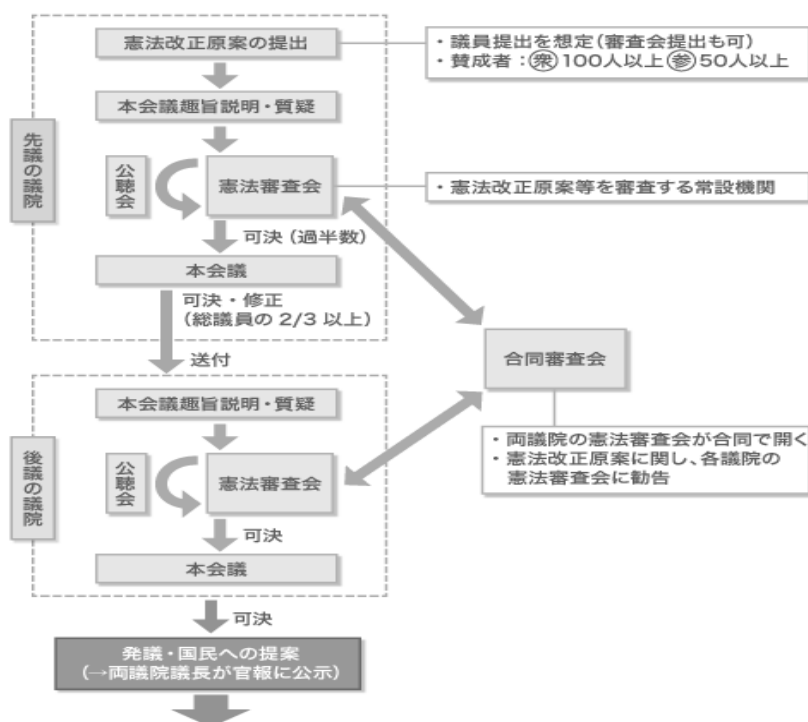 憲法改正原案の提出
・議員提出を想定(審査会提出も可)
・賛成者:衆100人以上参50人以上
本会議趣旨説明・質疑
先議の議院
公聴会
憲法審査会
・憲法改正原案等を審査する常設機関
可決(過半数)
本会議
可決・修正
(総議員の2/3以上)
送付
合同審査会
・両議院の憲法審査会が合同で開く
・憲法改正原案に関し、各議院の
憲法審査会に勧告
本会議趣旨説明・質疑
後議の議院
公聴会
憲法審査会
可決
本会議
可決
発議・国民への提案
(→両議院議長が官報に公示)